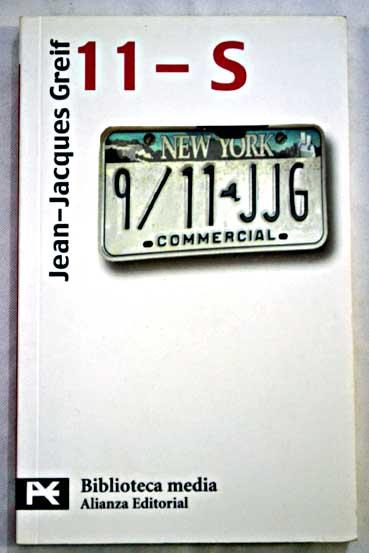 Jean-Jacques Greif
11-S
NEW YORK
9/11 JJG
COMMERCIAL
Biblioteca media
Alianza Editorial